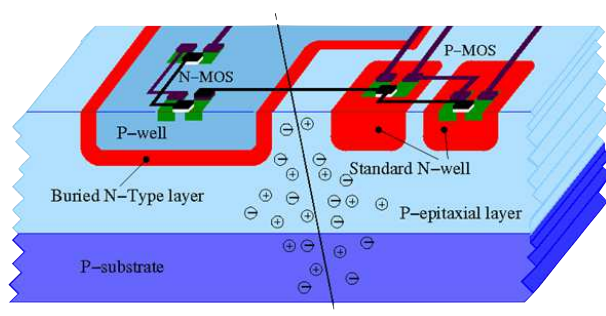 P-MOS
N-MOS
P-well
Standard N-well
Buried N-Type layer
P-epitaxial layer
P-substrate